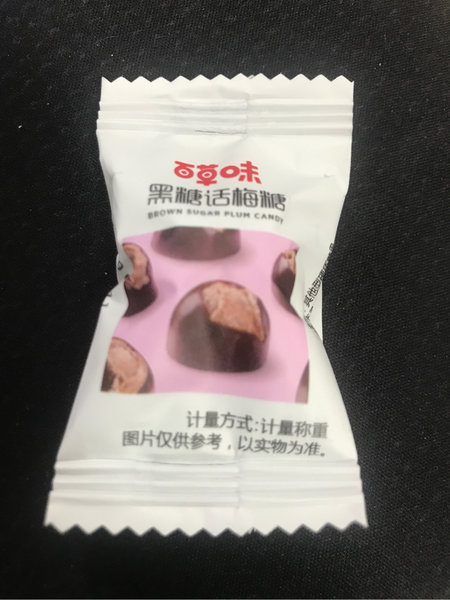 百草味
黑糖话梅糖
BROWN SUGAR PLUM CANDY
计量方式:计量称重
图片仅供参考，以实物为准。